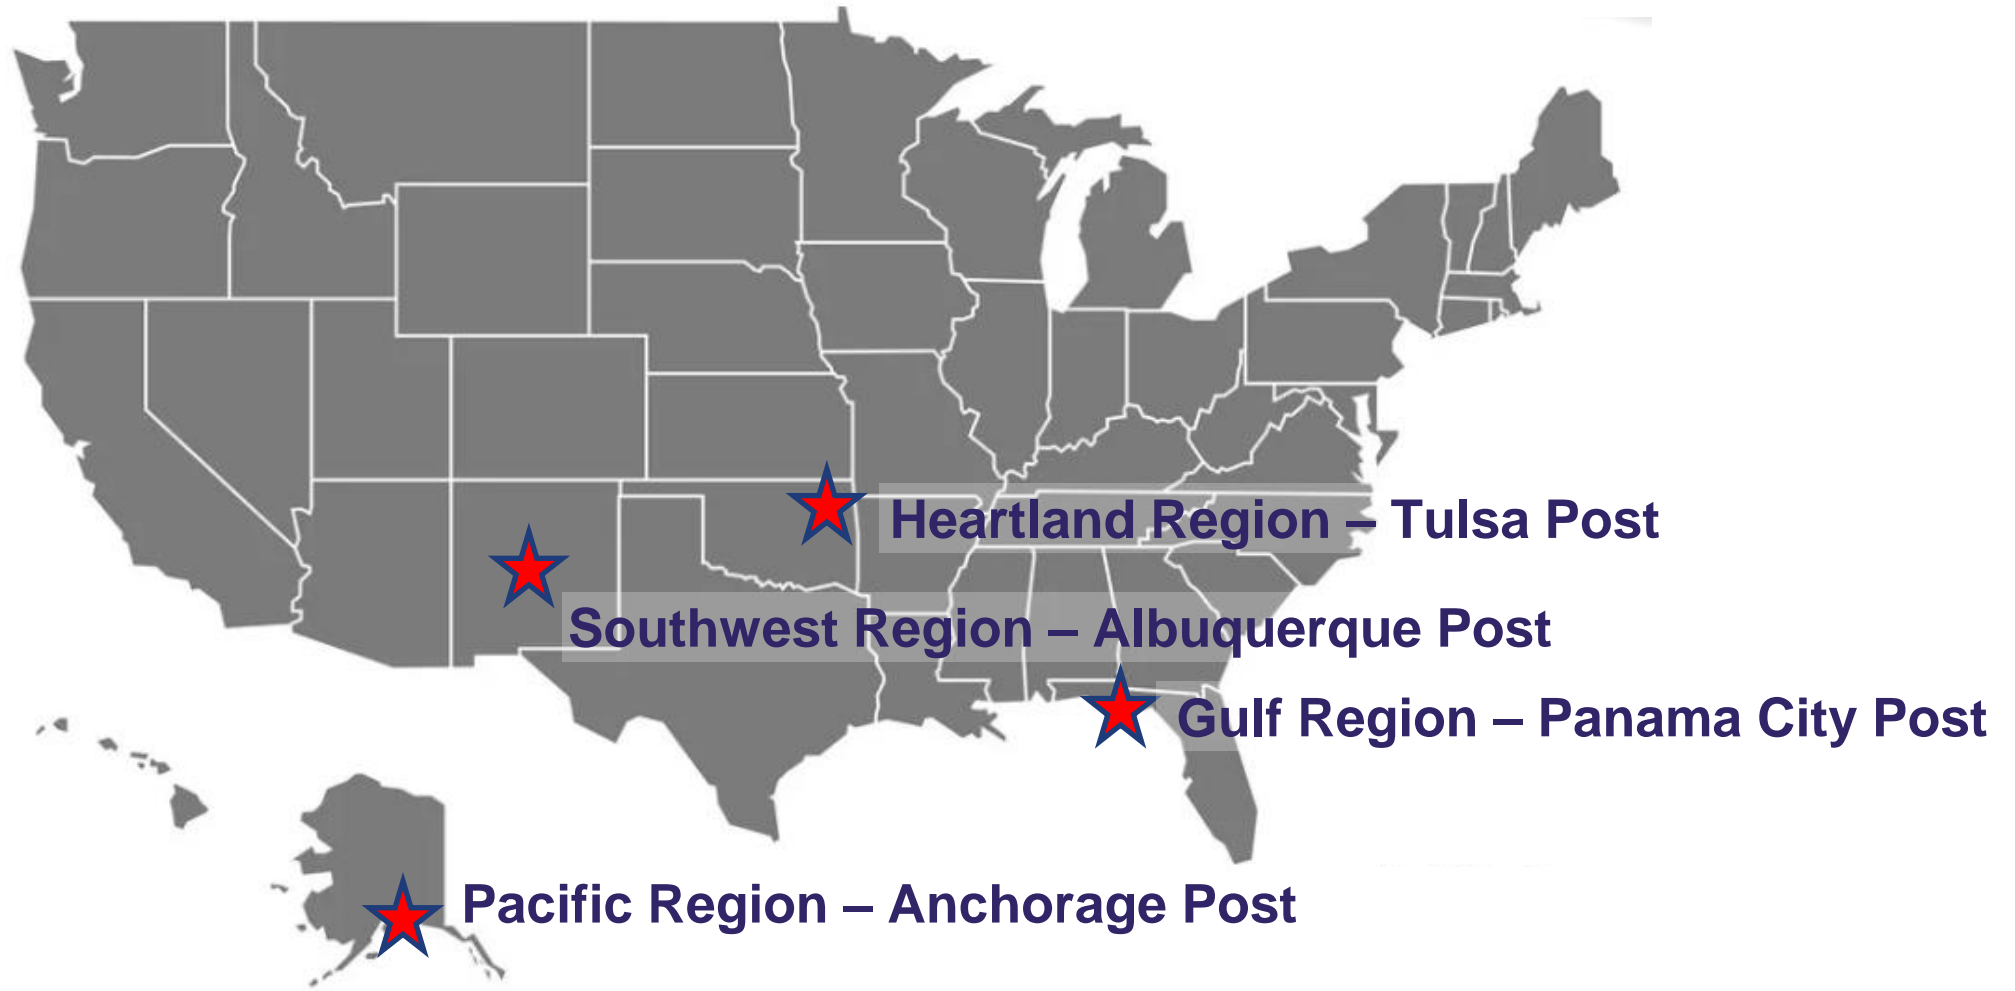 Heartland Region – Tulsa Post
Southwest Region – Albuquerque Post
Gulf Region – Panama City Post
Pacific Region – Anchorage Post